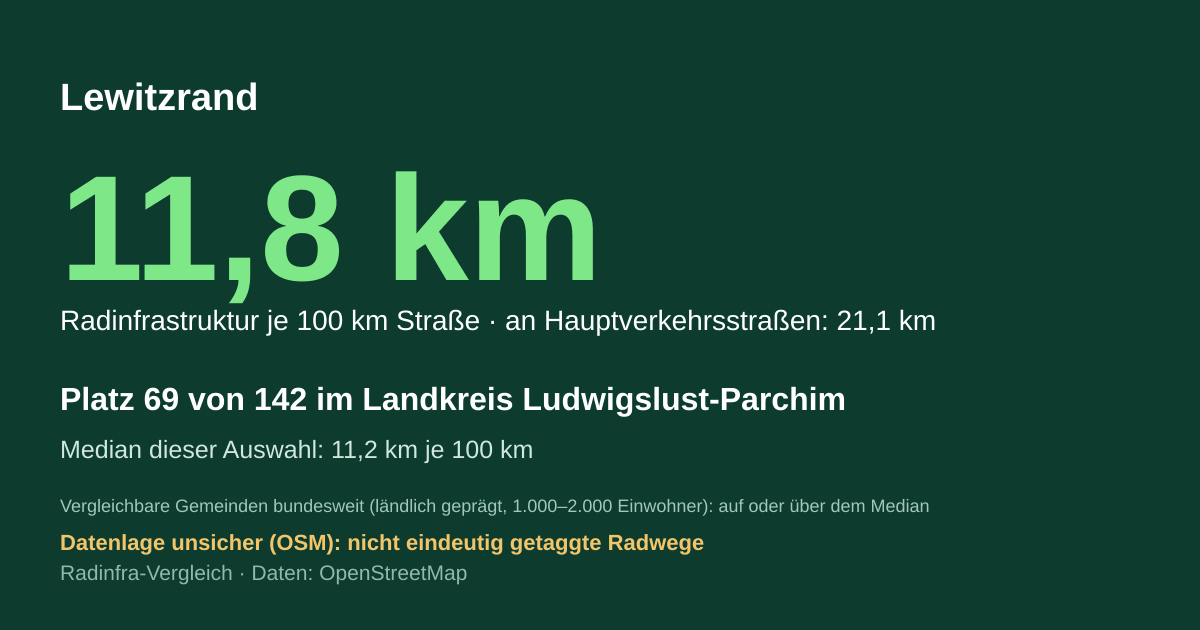 Lewitzrand
11,8 km
Radinfrastruktur je 100 km Straße · an Hauptverkehrsstraßen: 21,1 km
Platz 69 von 142 im Landkreis Ludwigslust-Parchim
Median dieser Auswahl: 11,2 km je 100 km
Vergleichbare Gemeinden bundesweit (ländlich geprägt, 1.000–2.000 Einwohner): auf oder über dem Median
Datenlage unsicher (OSM): nicht eindeutig getaggte Radwege
Radinfra-Vergleich · Daten: OpenStreetMap